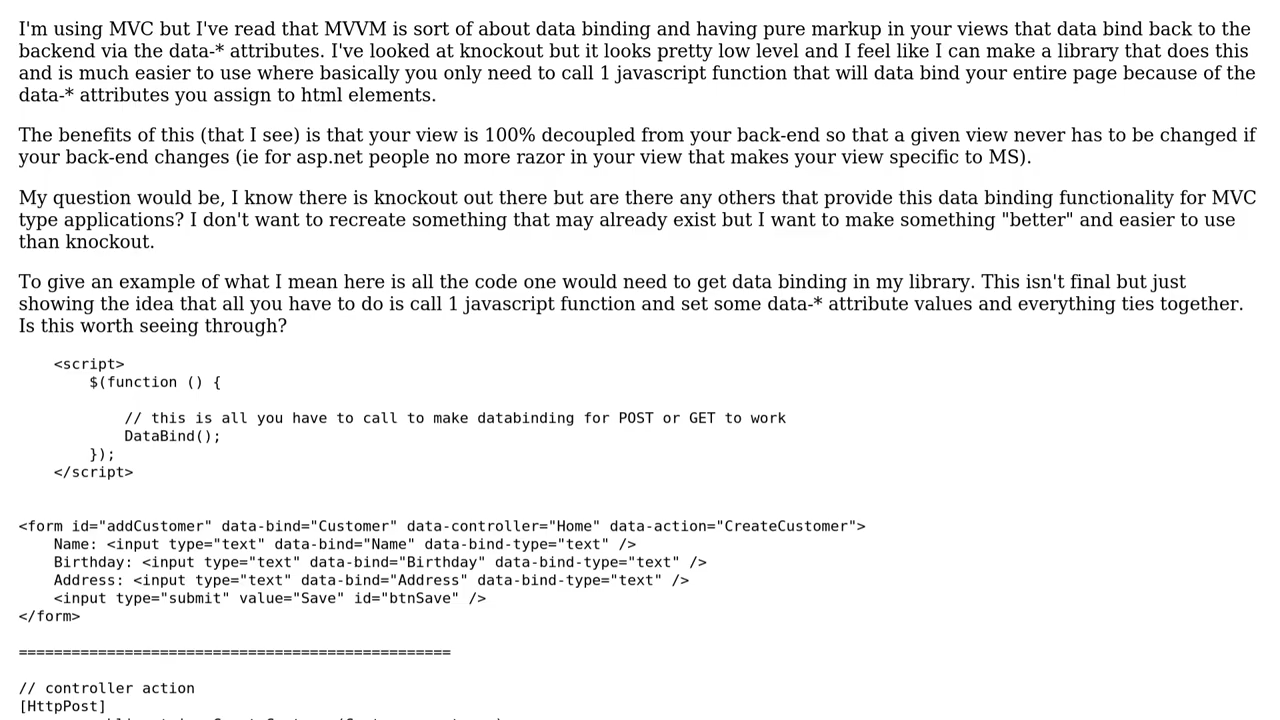 I'm using MVC but I've read that MVVM is sort of about data binding and having pure markup in your views that data bind back to the
backend via the data-* attributes. I've looked at knockout but it looks pretty low level and I feel like I can make a library that does this
and is much easier to use where basically you only need to call 1 javascript function that will data bind your entire page because of the
data-* attributes you assign to html elements.
The benefits of this (that I see) is that your view is 100% decoupled from your back-end so that a given view never has to be changed if
your back-end changes (ie for asp.net people no more razor in your view that makes your view specific to MS).
My question would be, I know there is knockout out there but are there any others that provide this data binding functionality for MVC
type applications? I don't want to recreate something that may already exist but I want to make something "better" and easier to use
than knockout.
To give an example of what I mean here is all the code one would need to get data binding in my library. This isn't final but just
showing the idea that all you have to do is call 1 javascript function and set some data-* attribute values and everything ties together.
Is this worth seeing through?
<script>
$(function () {
// this is all you have to call to make databinding for POST or GET to work
DataBind();
});
</script>
<form id="addCustomer" data-bind="Customer" data-controller="Home" data-action="CreateCustomer">
Name: <input type="text" data-bind="Name" data-bind-type="text" />
Birthday: <input type="text" data-bind="Birthday" data-bind-type="text" />
Address: <input type="text" data-bind="Address" data-bind-type="text" />
<input type="submit" value="Save" id="btnSave" />
</form>
=================================================
// controller action
[HttpPost]